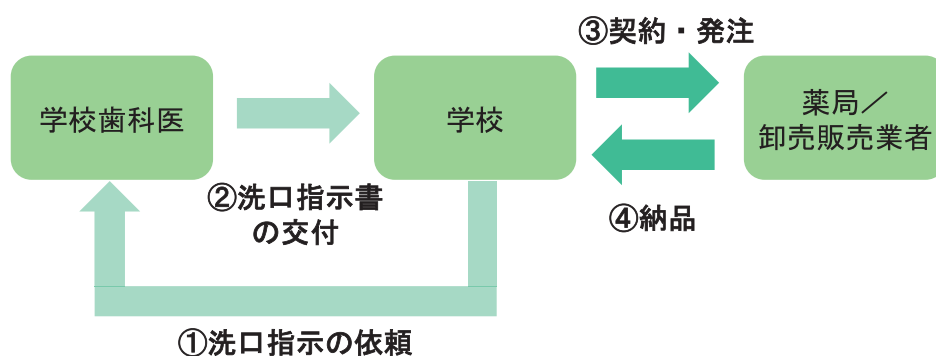 ③契約・発注
学校歯科医
学校
薬局／
卸売販売業者
②洗口指示書
の交付
④納品
①洗口指示の依頼